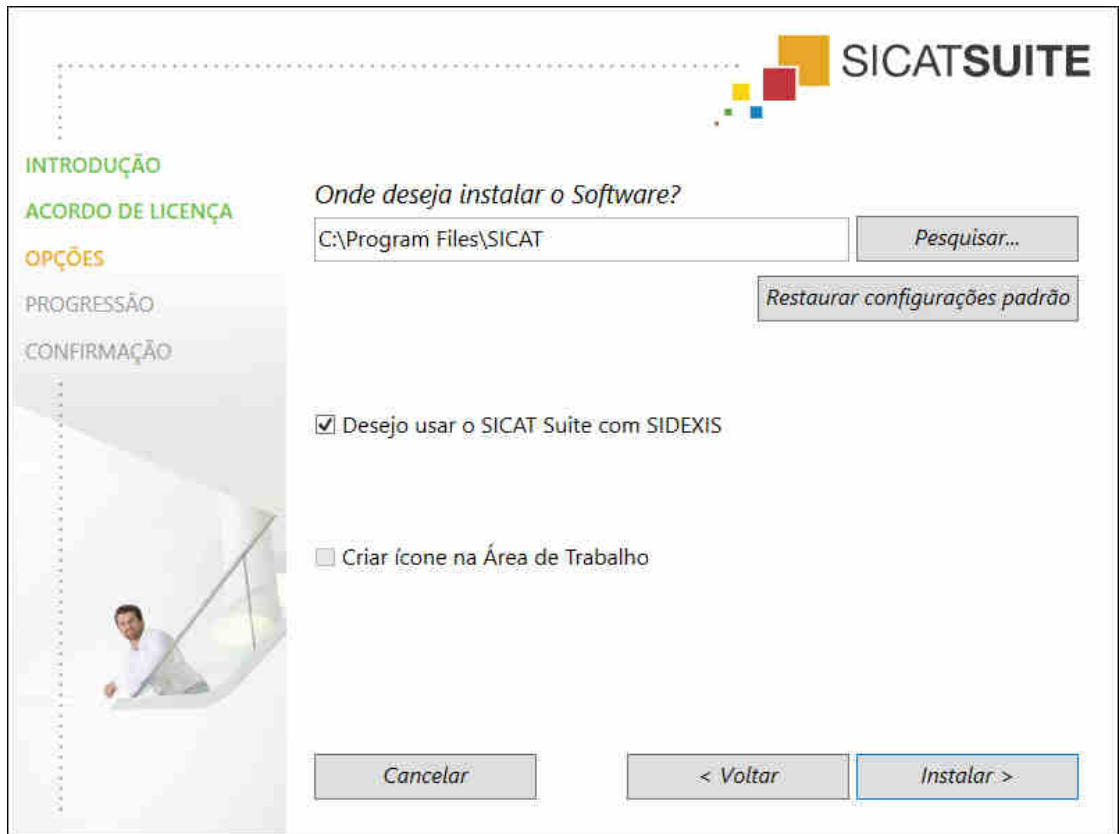 SICATSUITE
INTRODUÇÃO
ACORDO DE LICENÇA
OPÇÕES
PROGRESSÃO
CONFIRMAÇÃO
Onde deseja instalar o Software?
C:\Program Files\SICAT
Pesquisar...
Restaurar configurações padrão
Desejo usar o SICAT Suite com SIDEXIS
Criar ícone na Área de Trabalho
Cancelar
< Voltar
Instalar >